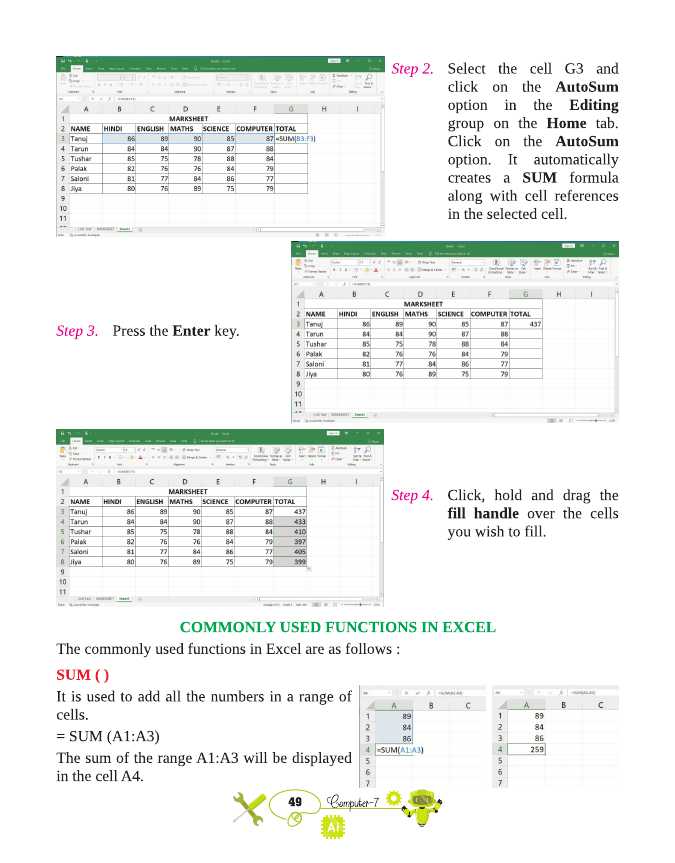 A B C D E F G H I
1 MARKSHEET
2 NAME HINDI ENGLISH MATHS SCIENCE COMPUTER TOTAL
3 Tanuj 86 89 90 85 87 =SUM(B3:F3)
4 Tarun 84 84 90 87 88
5 Tushar 85 75 78 88 84
6 Palak 82 76 76 84 79
7 Saloni 81 77 84 86 77
8 Jiya 80 76 89 75 79
9
10
11
Step 2. Select the cell G3 and
click on the AutoSum
option in the Editing
group on the Home tab.
Click on the AutoSum
option. It automatically
creates a SUM formula
along with cell references
in the selected cell.
Step 3. Press the Enter key.
A B C D E F G H I
1 MARKSHEET
2 NAME HINDI ENGLISH MATHS SCIENCE COMPUTER TOTAL
3 Tanuj 86 89 90 85 87 437
4 Tarun 84 84 90 87 88
5 Tushar 85 75 78 88 84
6 Palak 82 76 76 84 79
7 Saloni 81 77 84 86 77
8 Jiya 80 76 89 75 79
9
10
11
A B C D E F G H I
1 MARKSHEET
2 NAME HINDI ENGLISH MATHS SCIENCE COMPUTER TOTAL
3 Tanuj 86 89 90 85 87 437
4 Tarun 84 84 90 87 88 433
5 Tushar 85 75 78 88 84 410
6 Palak 82 76 76 84 79 397
7 Saloni 81 77 84 86 77 405
8 Jiya 80 76 89 75 79 399
9
10
11
Step 4. Click, hold and drag the
fill handle over the cells
you wish to fill.
COMMONLY USED FUNCTIONS IN EXCEL
The commonly used functions in Excel are as follows :
SUM ( )
It is used to add all the numbers in a range of
cells.
= SUM (A1:A3)
The sum of the range A1:A3 will be displayed
in the cell A4.
=SUM(A1:A3)
A B C
1 89
2 84
3 86
4 =SUM(A1:A3)
5
6
7
=SUM(A1:A3)
A B C
1 89
2 84
3 86
4 259
5
6
7
49 Computer-7
AI